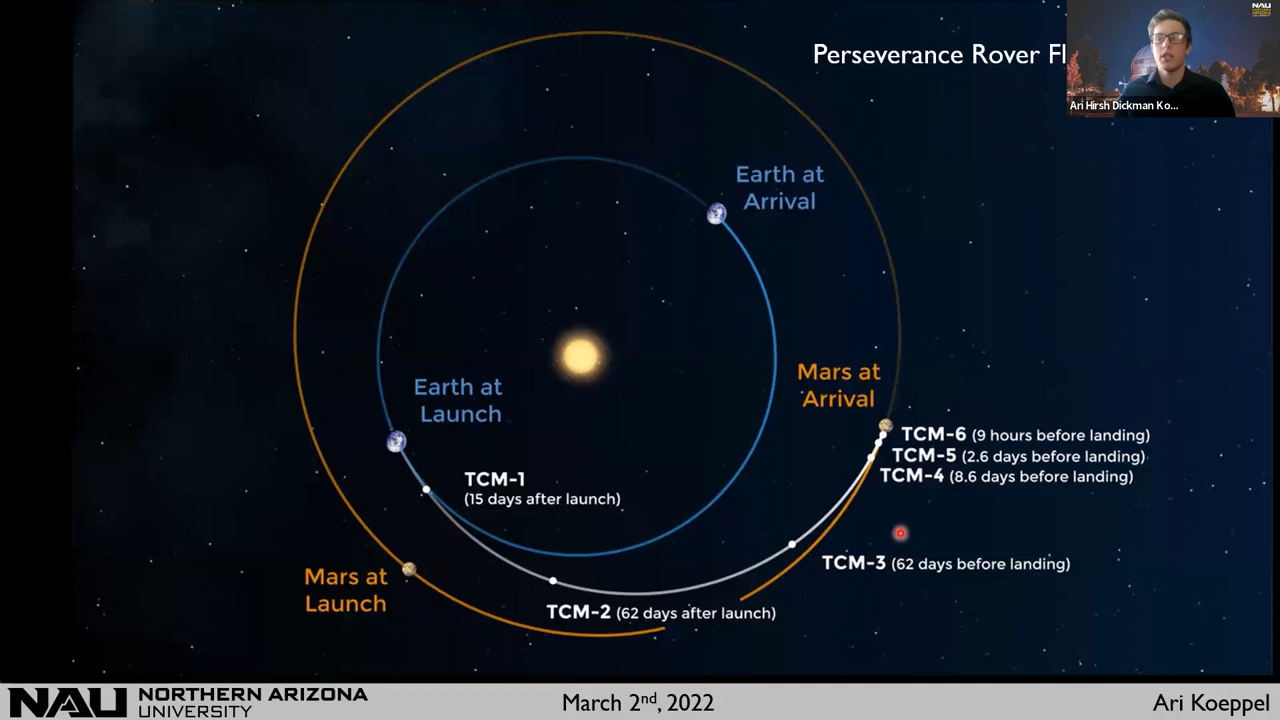 Perseverance Rover Fl
NAU
Ari Hirsh Dickman Ko...
Earth at
Arrival
Earth at
Launch
Mars at
Arrival
TCM-6 (9 hours before landing)
TCM-5 (2.6 days before landing)
TCM-4 (8.6 days before landing)
TCM-1
(15 days after launch)
TCM-3 (62 days before landing)
Mars at
Launch
TCM-2 (62 days after launch)
NAU NORTHERN ARIZONA
UNIVERSITY
March 2nd, 2022
Ari Koeppel